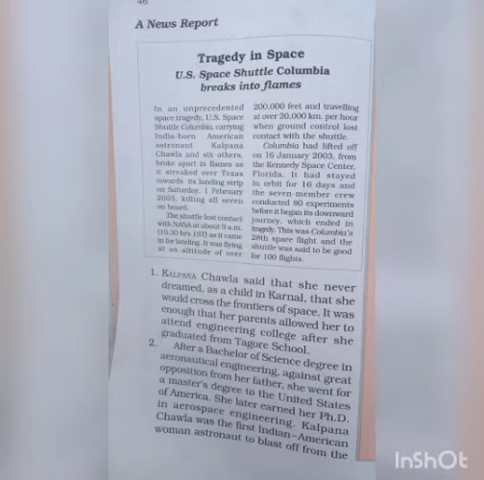 46
A News Report
Tragedy in Space
U.S. Space Shuttle Columbia
breaks into flames
In an unprecedented
space tragedy, U.S. Space
Shuttle Columbia, carrying
India-born American
astronaut Kalpana
Chawla and six others,
broke apart in flames as
it streaked over Texas
towards its landing strip
on Saturday, 1 February
2003, killing all seven
on board.
The shuttle lost contact
with NASA at about 9 a.m.
(19.30 hrs IST) as it came
in for landing. It was flying
at an altitude of over
200,000 feet and travelling
at over 20,000 km. per hour
when ground control lost
contact with the shuttle.
Columbia had lifted off
on 16 January 2003, from
the Kennedy Space Center,
Florida. It had stayed
in orbit for 16 days and
the seven-member crew
conducted 80 experiments
before it began its downward
journey, which ended in
tragedy. This was Columbia's
28th space flight and the
shuttle was said to be good
for 100 flights.
1. KALPANA Chawla said that she never
dreamed, as a child in Karnal, that she
would cross the frontiers of space. It was
enough that her parents allowed her to
attend engineering college after she
graduated from Tagore School.
2. After a Bachelor of Science degree in
aeronautical engineering, against great
opposition from her father, she went for
a master's degree to the United States
of America. She later earned her Ph.D.
in aerospace engineering. Kalpana
Chawla was the first Indian–American
woman astronaut to blast off from the
InShOt